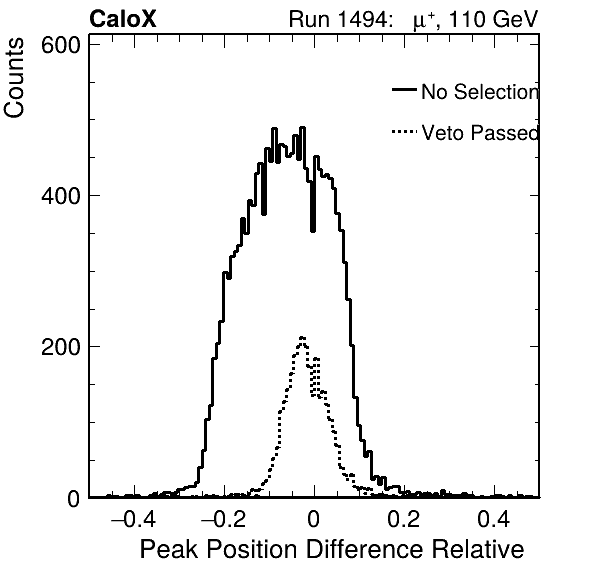 CaloX Run 1494: μ⁺, 110 GeV
Counts
600
400
200
0
No Selection
Veto Passed
−0.4 −0.2 0 0.2 0.4
Peak Position Difference Relative